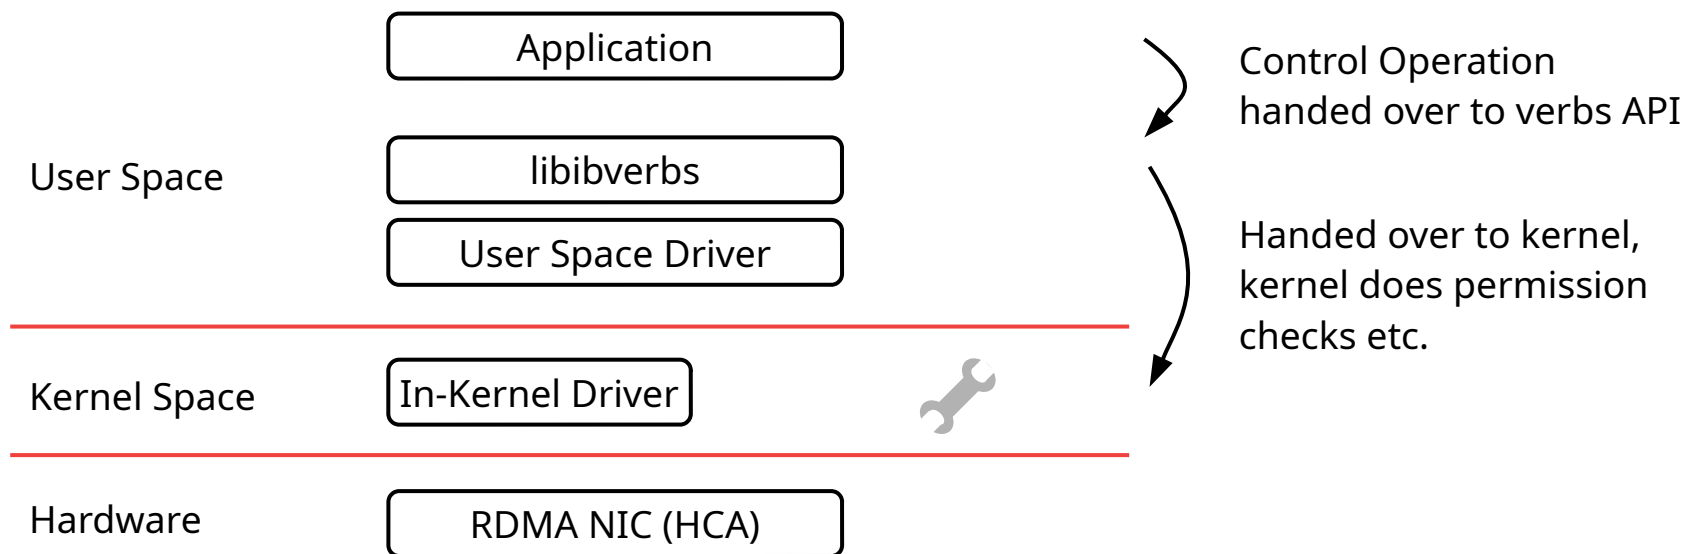 Application
Control Operation
handed over to verbs API
User Space
libibverbs
User Space Driver
Handed over to kernel,
kernel does permission
checks etc.
Kernel Space
In-Kernel Driver
Hardware
RDMA NIC (HCA)